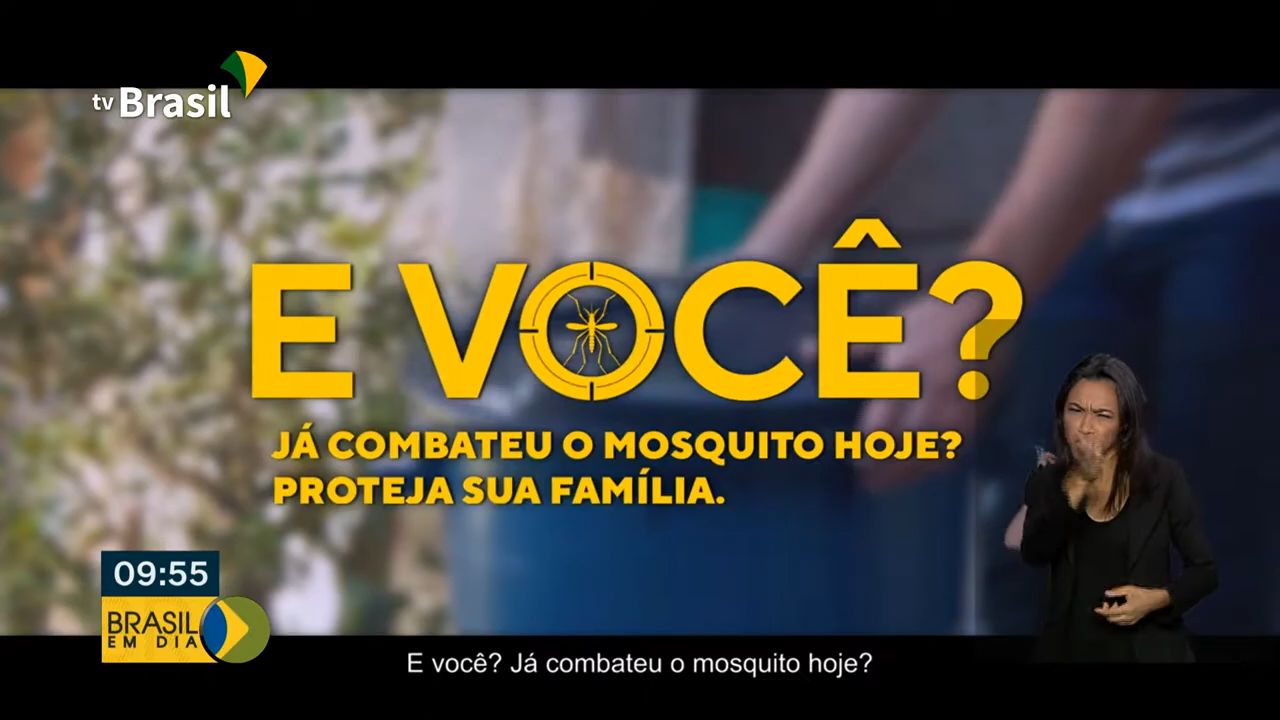 tv Brasil
E VOCÊ?
JÁ COMBATEU O MOSQUITO HOJE?
PROTEJA SUA FAMÍLIA.
09:55
BRASIL
EM DIA
E você? Já combateu o mosquito hoje?